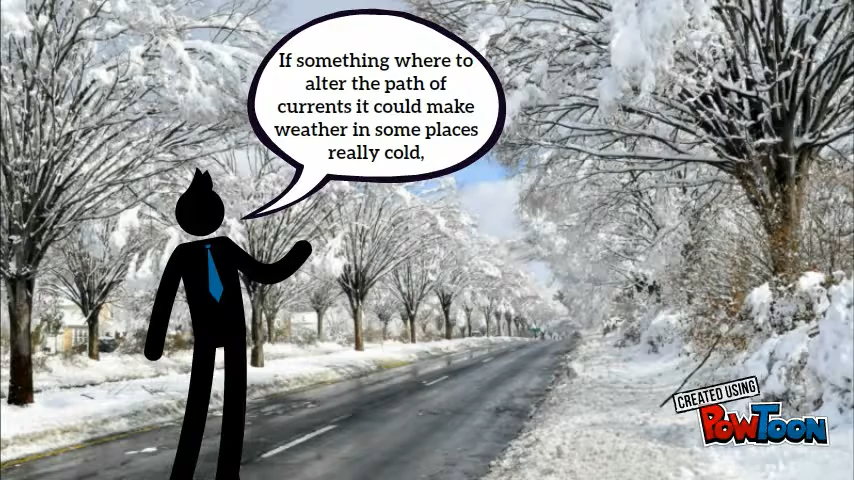 If something where to
alter the path of
currents it could make
weather in some places
really cold,
CREATED USING
POWTOON